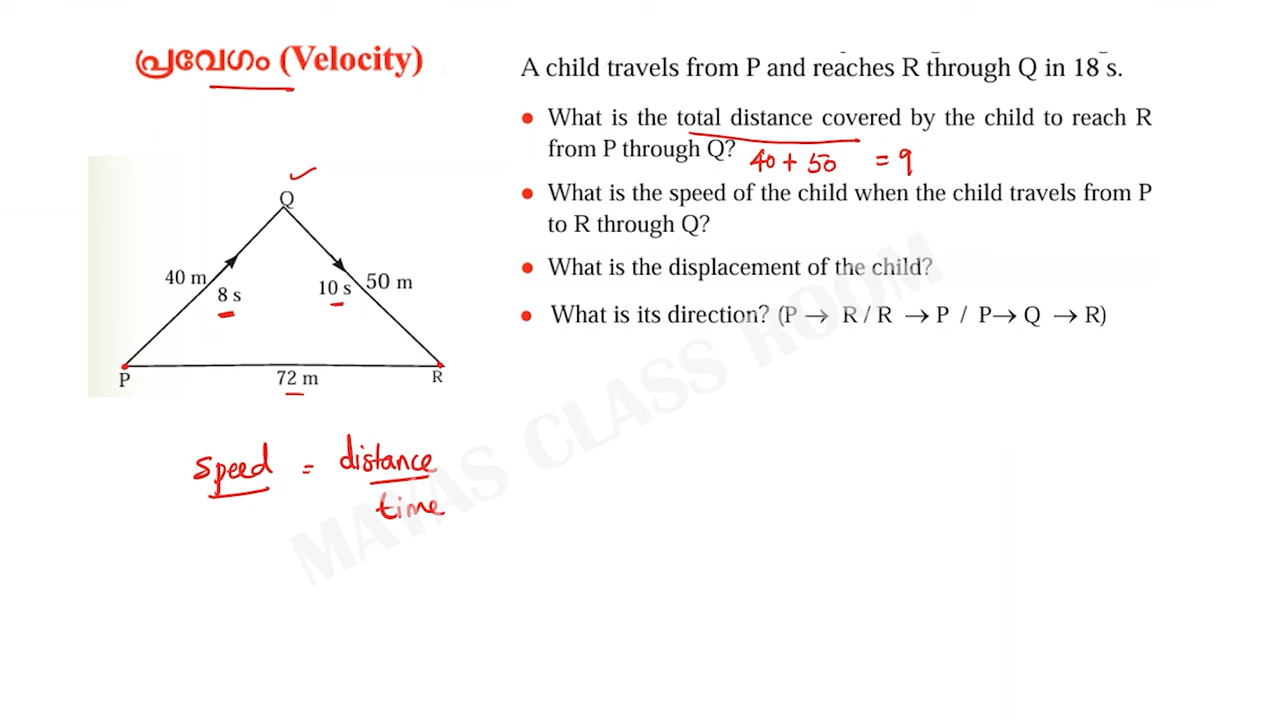 പ്രവേഗം (Velocity)
A child travels from P and reaches R through Q in 18 s.
• What is the total distance covered by the child to reach R
from P through Q? 40 + 50 = 9
• What is the speed of the child when the child travels from P
to R through Q?
• What is the displacement of the child?
• What is its direction? (P → R / R → P / P → Q → R)
Q
40 m
8 s
10 s
50 m
P
72 m
R
speed = distance
time
MAYAS CLASS ROOM